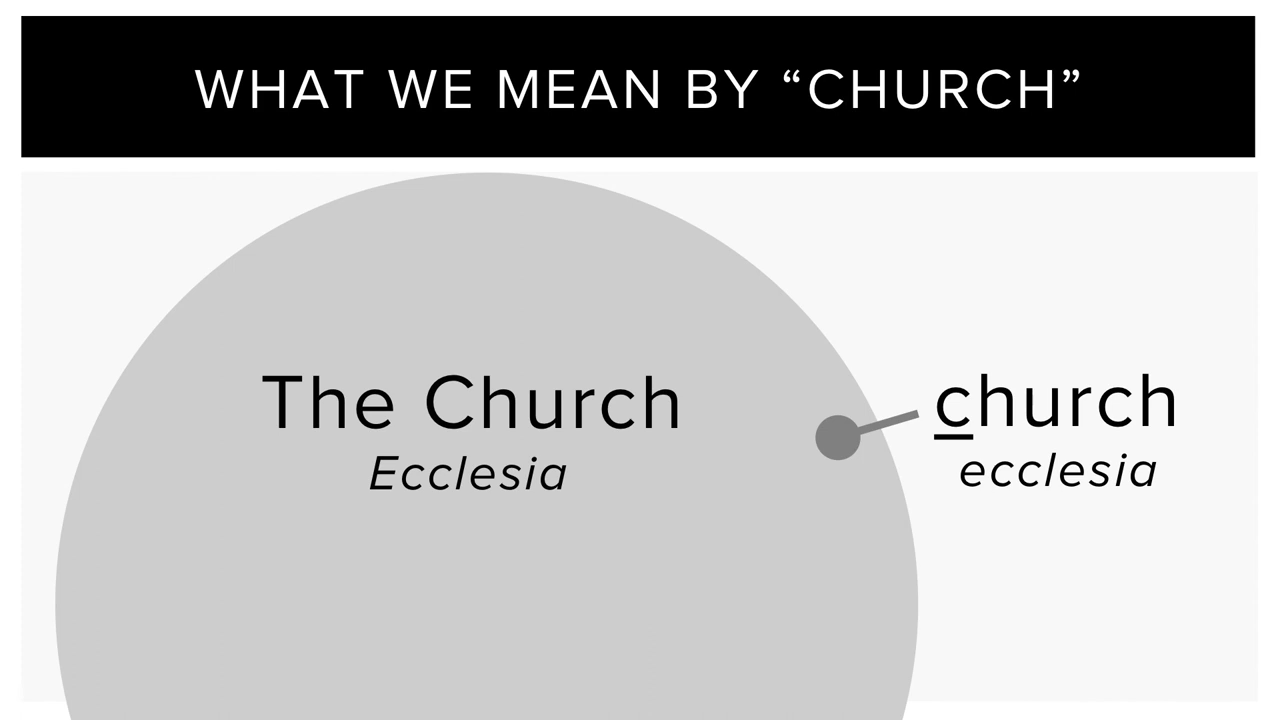 WHAT WE MEAN BY “CHURCH”
The Church
Ecclesia
church
ecclesia